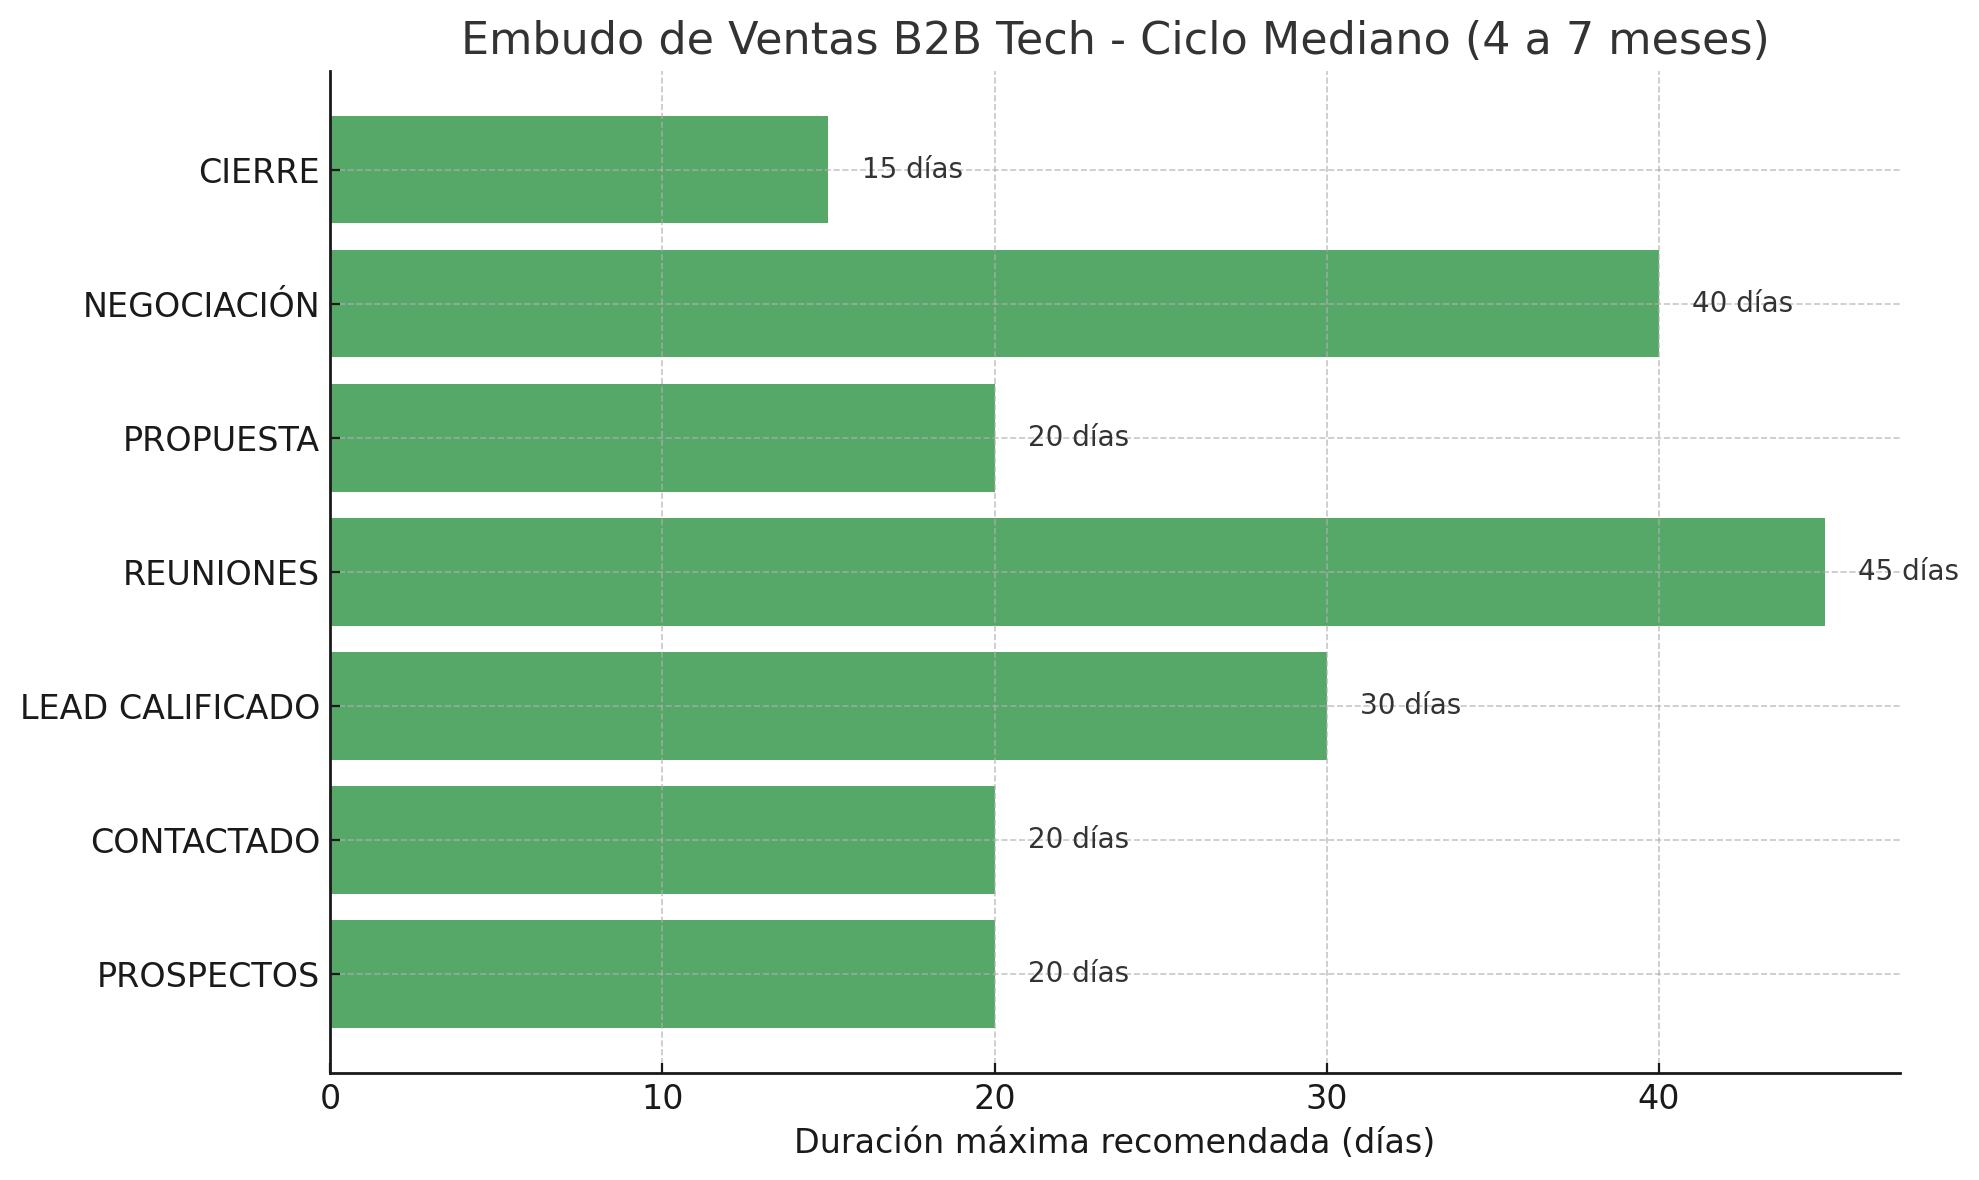 Embudo de Ventas B2B Tech - Ciclo Mediano (4 a 7 meses)
CIERRE
15 días
NEGOCIACIÓN
40 días
PROPUESTA
20 días
REUNIONES
45 días
LEAD CALIFICADO
30 días
CONTACTADO
20 días
PROSPECTOS
20 días
0 10 20 30 40
Duración máxima recomendada (días)